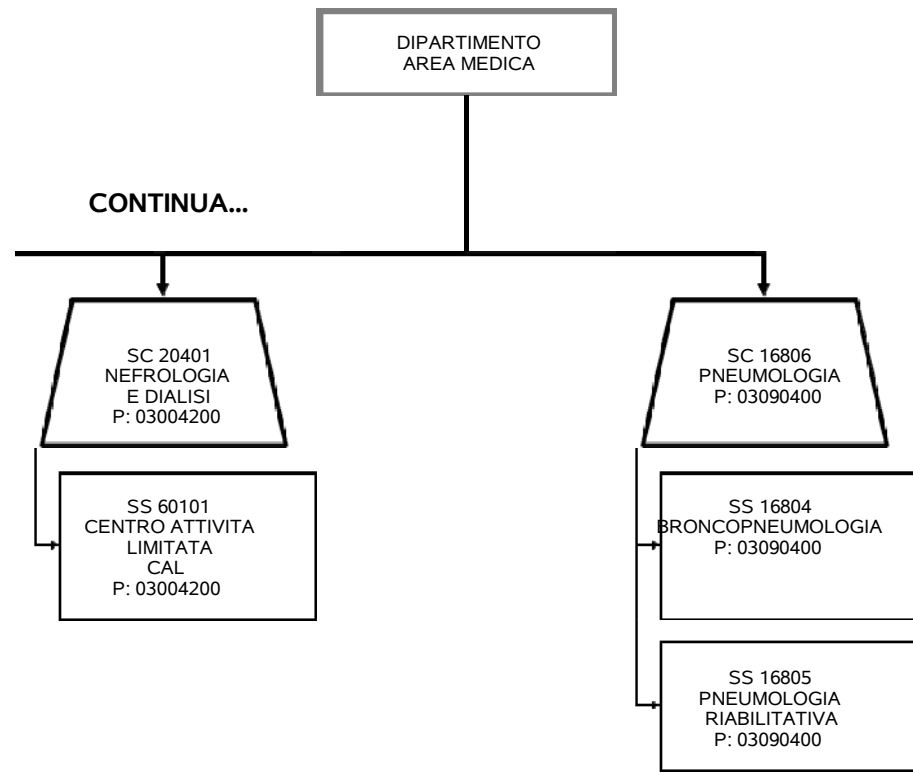 DIPARTIMENTO
AREA MEDICA
CONTINUA...
SC 20401
NEFROLOGIA
E DIALISI
P: 03004200
SS 60101
CENTRO ATTIVITA
LIMITATA
CAL
P: 03004200
SC 16806
PNEUMOLOGIA
P: 03090400
SS 16804
BRONCOPNEUMOLOGIA
P: 03090400
SS 16805
PNEUMOLOGIA
RIABILITATIVA
P: 03090400